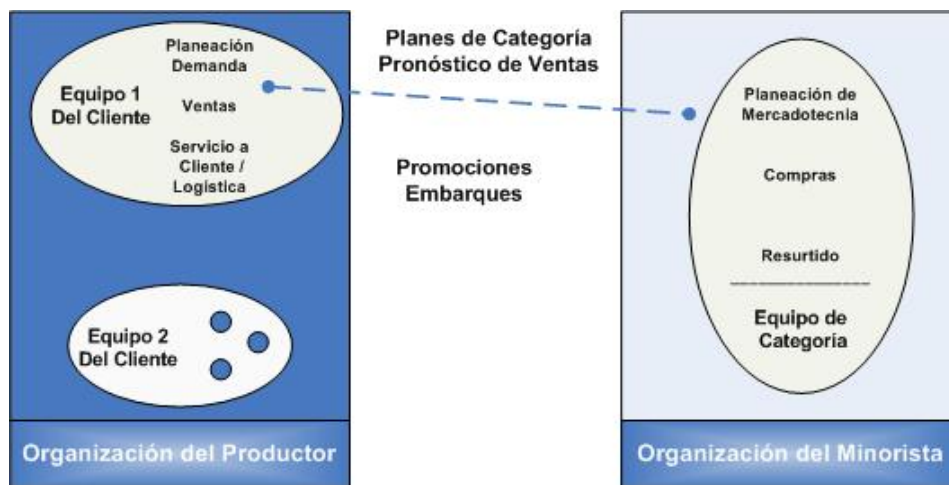 Planeación
Demanda
Equipo 1
Del Cliente
Ventas
Servicio a
Cliente /
Logística
Equipo 2
Del Cliente
Organización del Productor
Planes de Categoría
Pronóstico de Ventas
Promociones
Embarques
Planeación de
Mercadotecnía
Compras
Resurtido
Equipo de
Categoría
Organización del Minorista